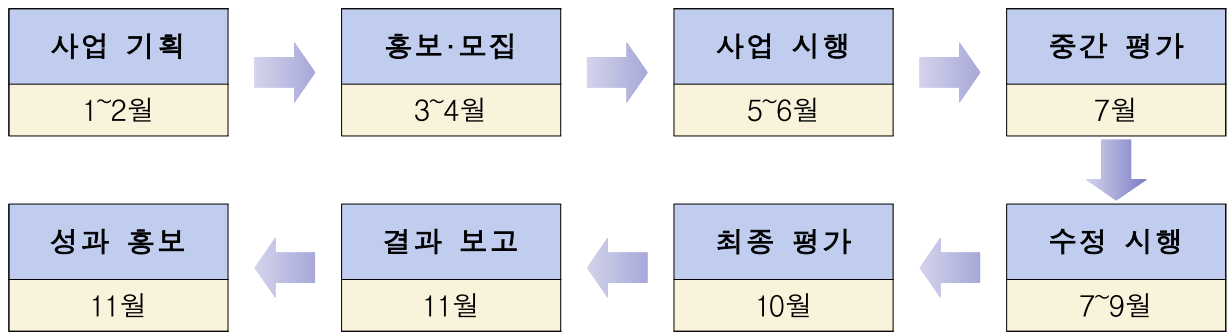 사업 기획
1~2월
홍보·모집
3~4월
사업 시행
5~6월
중간 평가
7월
수정 시행
7~9월
최종 평가
10월
결과 보고
11월
성과 홍보
11월